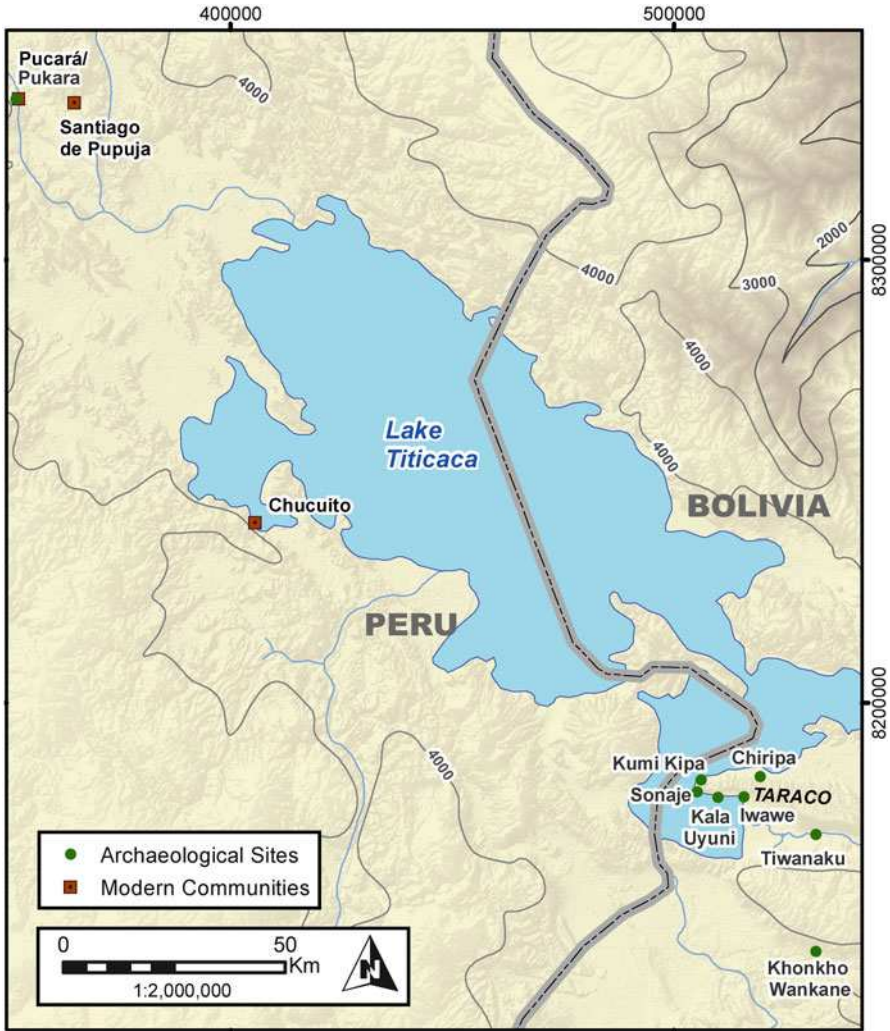 400000
500000
Pucará/
Pukara
Santiago
de Pupuja
4000
2000
8300000
4000
3000
4000
Lake
Titicaca
4000
BOLIVIA
Chucuito
PERU
8200000
4000
Kumi Kipa
Chiripa
Sonaje
TARACO
Kala
Uyuni
Iwawe
Tiwanaku
Archaeological Sites
Modern Communities
0
50
Km
1:2,000,000
N
Khonkho
Wankane